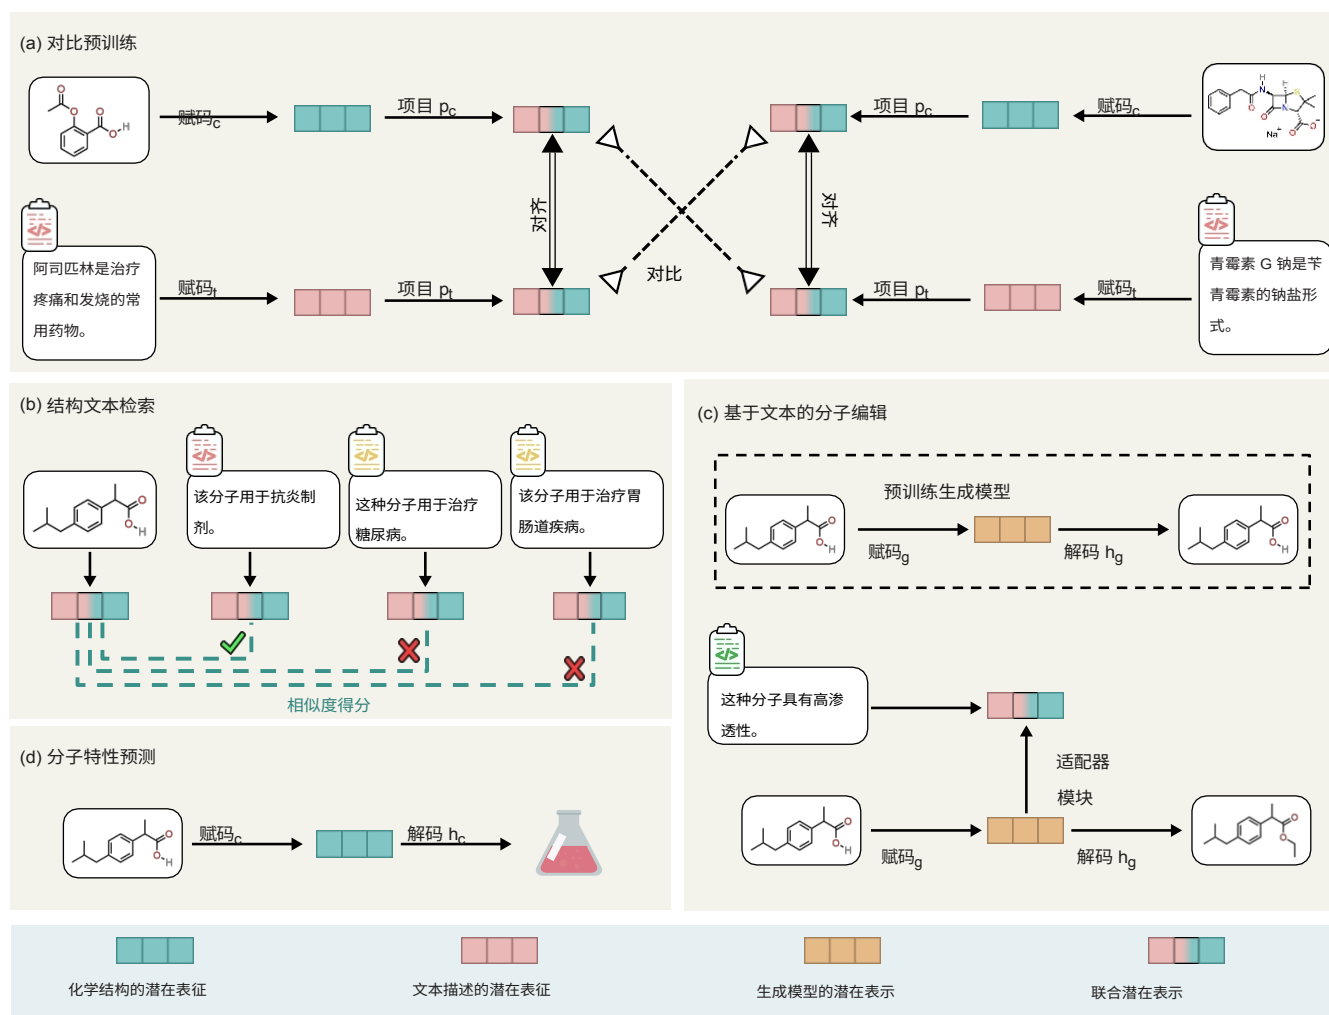 (a) 对比预训练
赋码c
项目 pc
项目 pc
赋码c
对齐
对齐
对比
阿司匹林是治疗
疼痛和发烧的常
用药物。
赋码t
项目 pt
项目 pt
赋码t
青霉素 G 钠是苄
青霉素的钠盐形
式。
(b) 结构文本检索
该分子用于抗炎制
剂。
这种分子用于治疗
糖尿病。
该分子用于治疗胃
肠道疾病。
相似度得分
(c) 基于文本的分子编辑
预训练生成模型
赋码g
解码 hg
这种分子具有高渗
透性。
适配器
模块
赋码g
解码 hg
(d) 分子特性预测
赋码c
解码 hc
化学结构的潜在表征
文本描述的潜在表征
生成模型的潜在表示
联合潜在表示